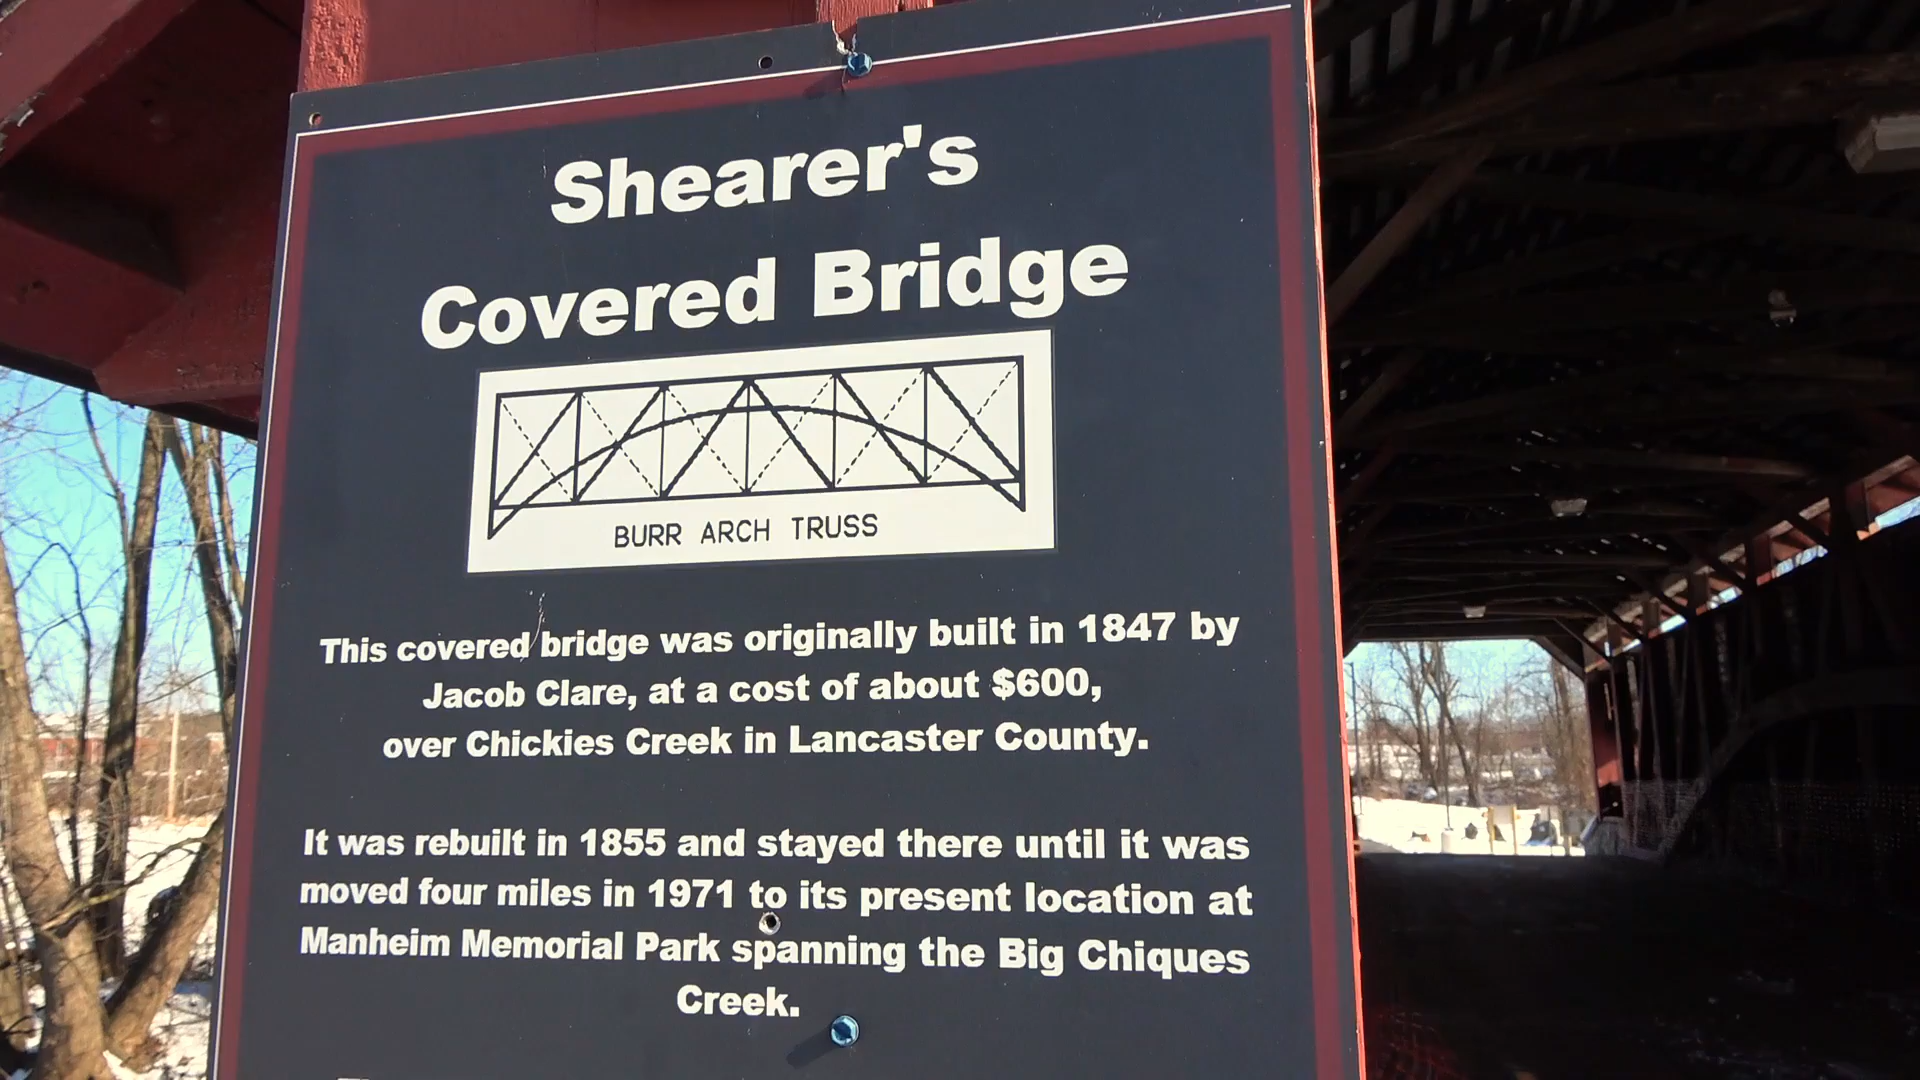 Shearer's
Covered Bridge
BURR ARCH TRUSS
This covered bridge was originally built in 1847 by
Jacob Clare, at a cost of about $600,
over Chickies Creek in Lancaster County.
It was rebuilt in 1855 and stayed there until it was
moved four miles in 1971 to its present location at
Manheim Memorial Park spanning the Big Chiques
Creek.